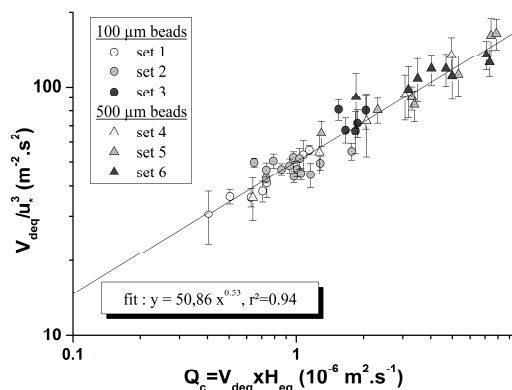 100 µm beads
set 1
set 2
set 3
500 µm beads
set 4
set 5
set 6
100
10
V_deq/u_*^3 (m^-2.s^2)
fit : y = 50,86 x^0.53, r²=0.94
0.1
1
Q_c=V_deq xH_eq (10^-6 m^2.s^-1)